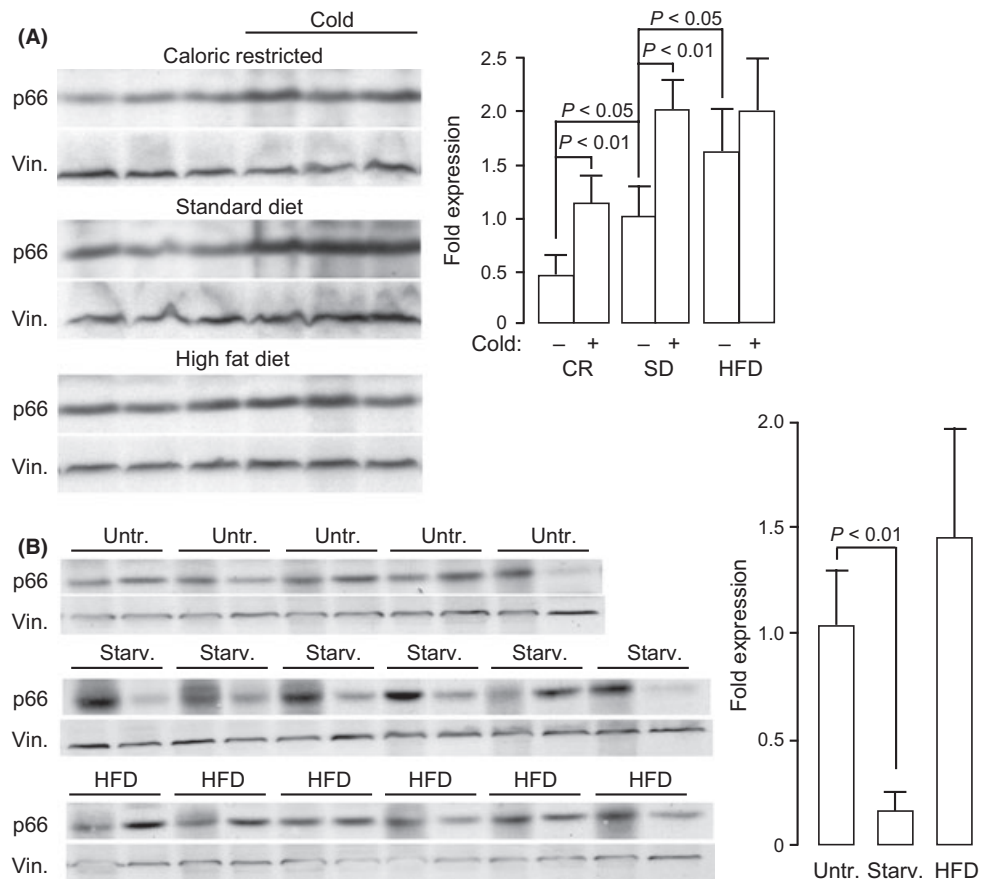 (A)
Cold
Caloric restricted
p66
Vin.
Standard diet
p66
Vin.
High fat diet
p66
Vin.
Fold expression
2.5
2.0
1.5
1.0
0.5
0
P < 0.05
P < 0.01
P < 0.05
P < 0.01
Cold: – + – + – +
CR SD HFD
(B)
Untr. Untr. Untr. Untr. Untr.
p66
Vin.
Starv. Starv. Starv. Starv. Starv. Starv.
p66
Vin.
HFD HFD HFD HFD HFD HFD
p66
Vin.
Fold expression
2.0
1.5
1.0
0.5
0
P < 0.01
Untr. Starv. HFD